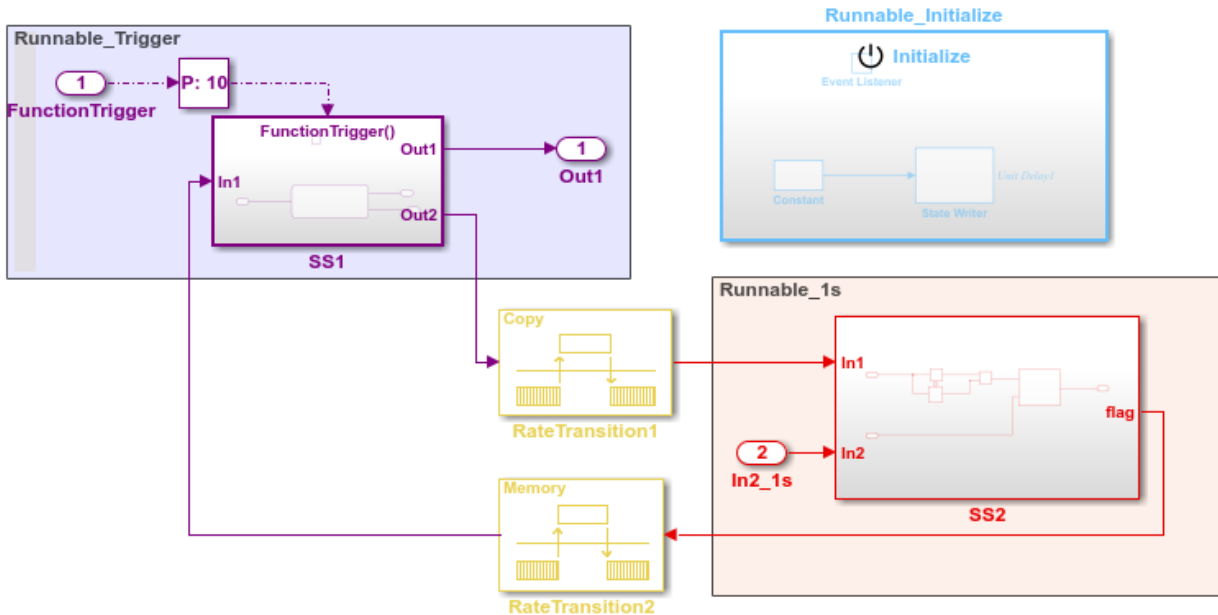 Runnable_Trigger
1
FunctionTrigger
P: 10
FunctionTrigger()
In1
Out1
Out2
SS1
1
Out1
Runnable_Initialize
Initialize
Event Listener
Constant
State Writer
Unit Delay1
Copy
RateTransition1
Memory
RateTransition2
Runnable_1s
In1
In2
flag
SS2
2
In2_1s